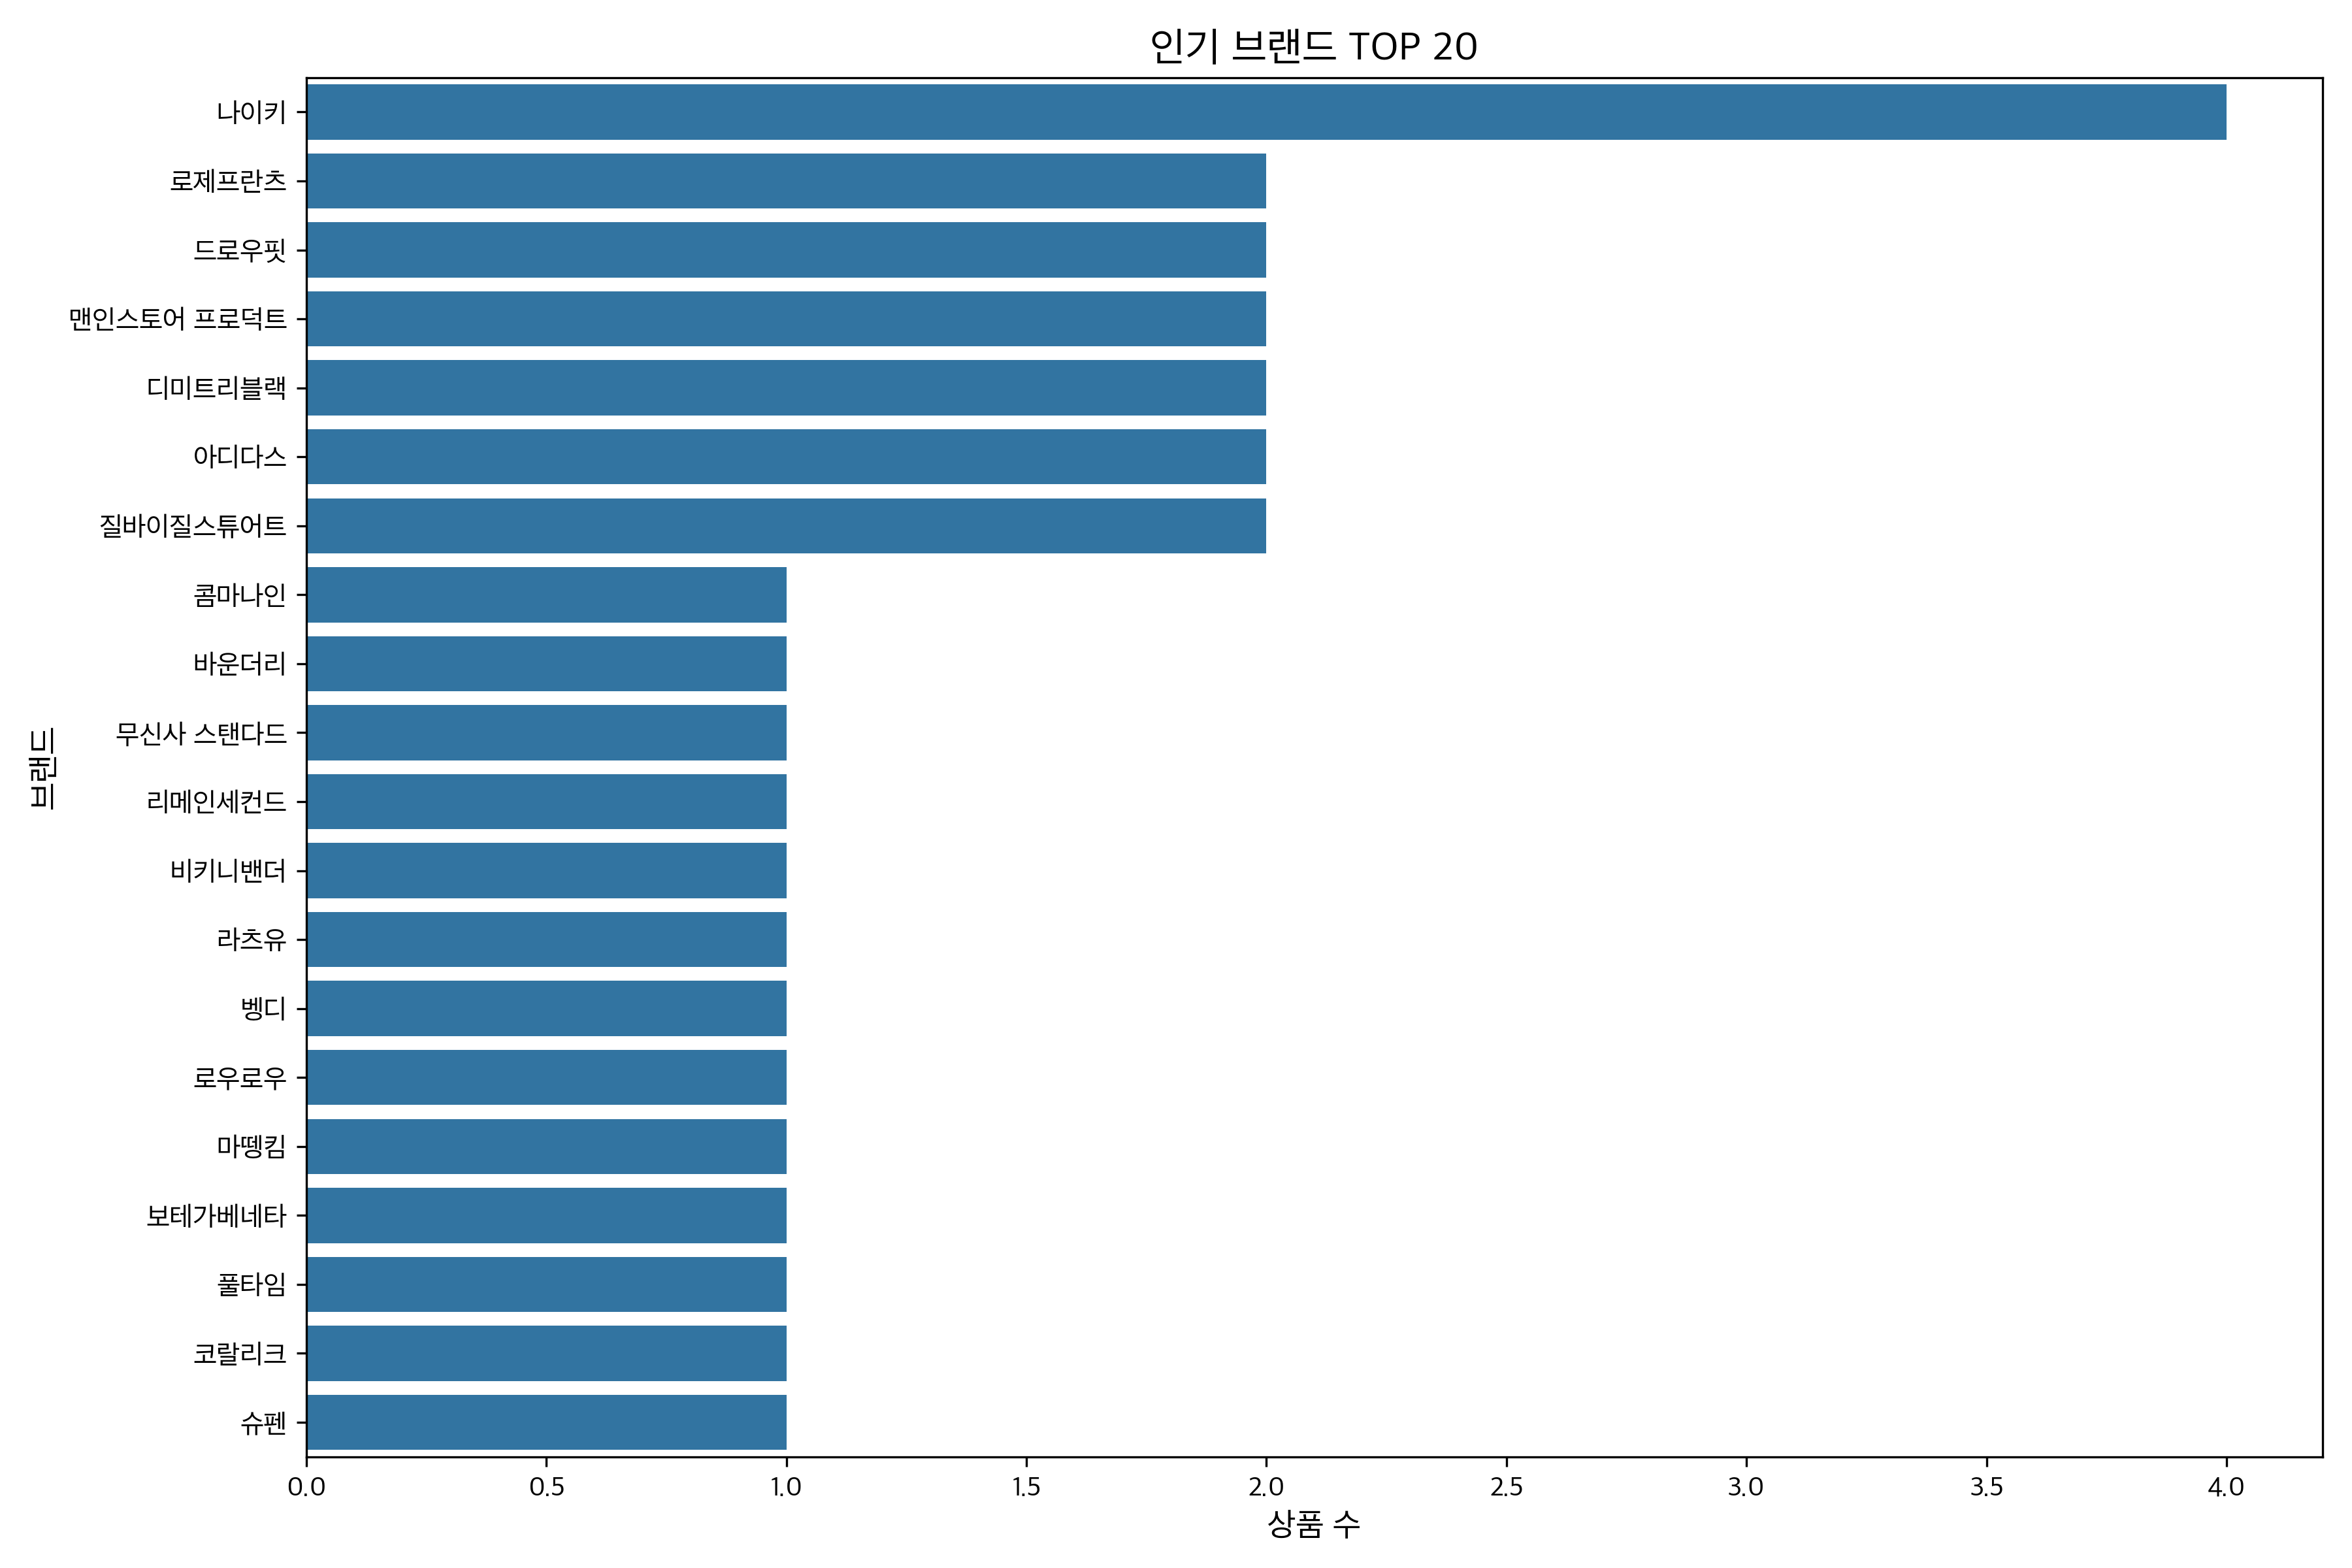 인기 브랜드 TOP 20
나이키
로제프란츠
드로우핏
맨인스토어 프로덕트
디미트리블랙
아디다스
질바이질스튜어트
콤마나인
바운더리
무신사 스탠다드
리메인세컨드
비키니밴더
라츠유
벵디
로우로우
마뗑킴
보테가베네타
풀타임
코랄리크
슈펜
브랜드
0.0 0.5 1.0 1.5 2.0 2.5 3.0 3.5 4.0
상품 수